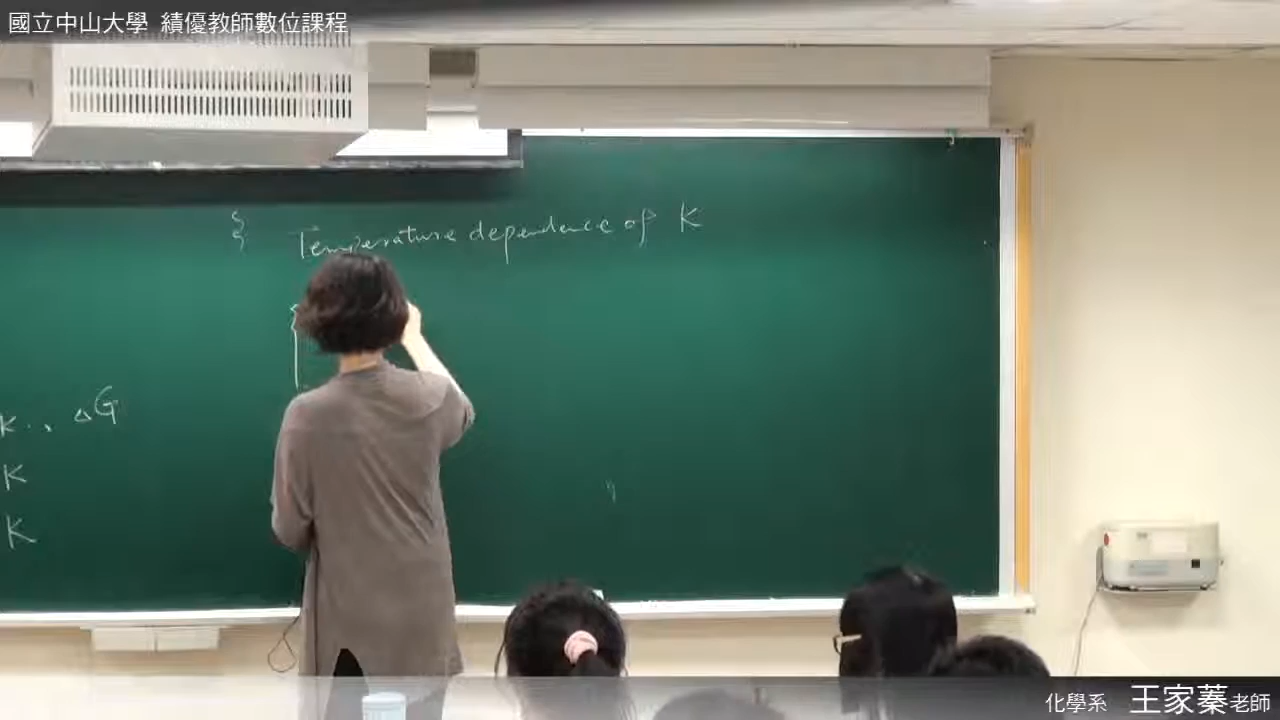 國立中山大學 績優教師數位課程
Temperature dependence of K
K .. ΔG
K
K
化學系 王家蓁老師